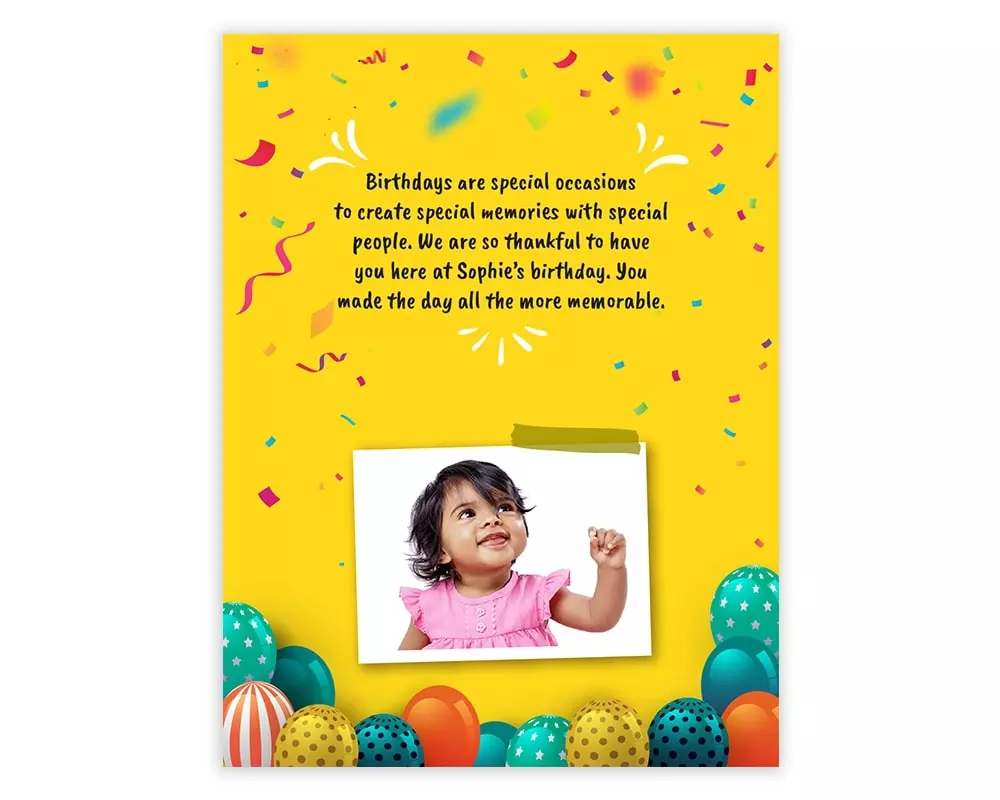 Birthdays are special occasions
to create special memories with special
people. We are so thankful to have
you here at Sophie's birthday. You
made the day all the more memorable.